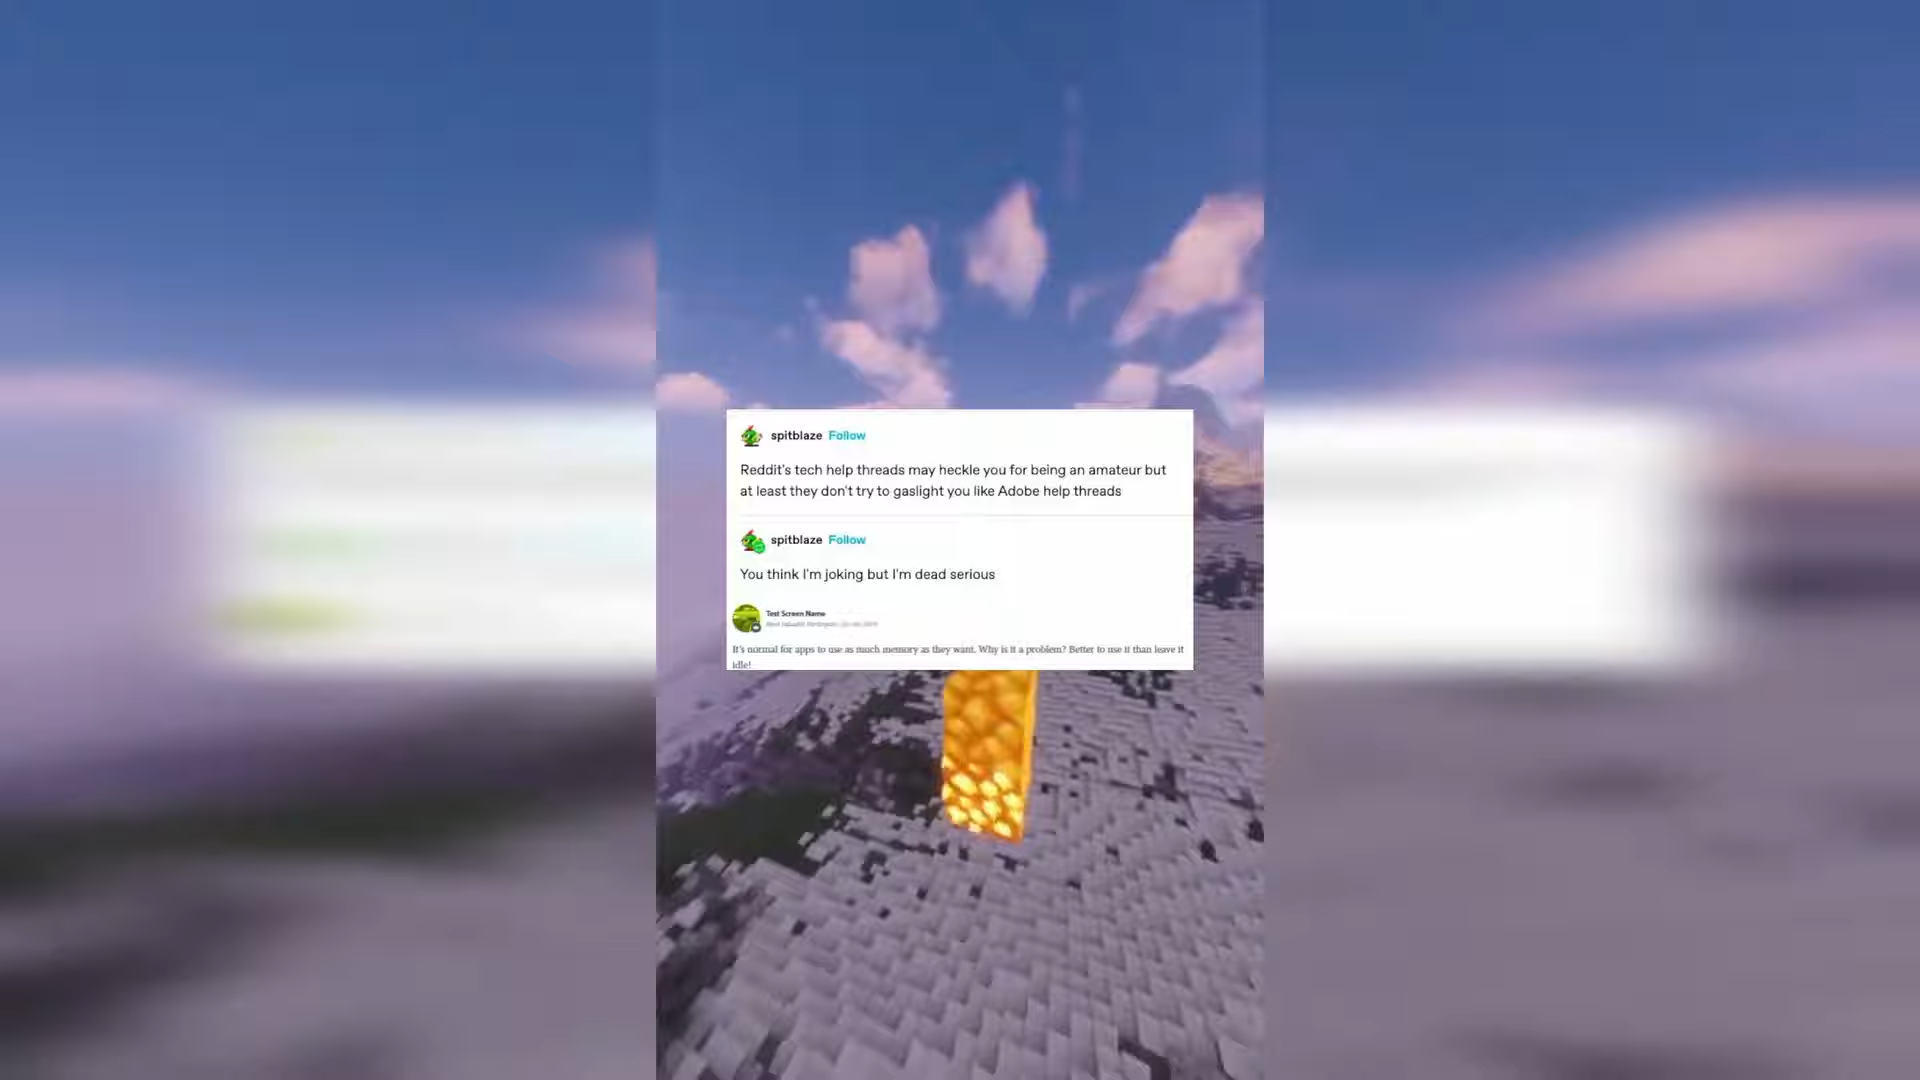 spitblaze Follow
Reddit's tech help threads may heckle you for being an amateur but
at least they don't try to gaslight you like Adobe help threads
spitblaze Follow
You think I'm joking but I'm dead serious
Test Screen Name
It's normal for apps to use as much memory as they want. Why is it a problem? Better to use it than leave it
idle!